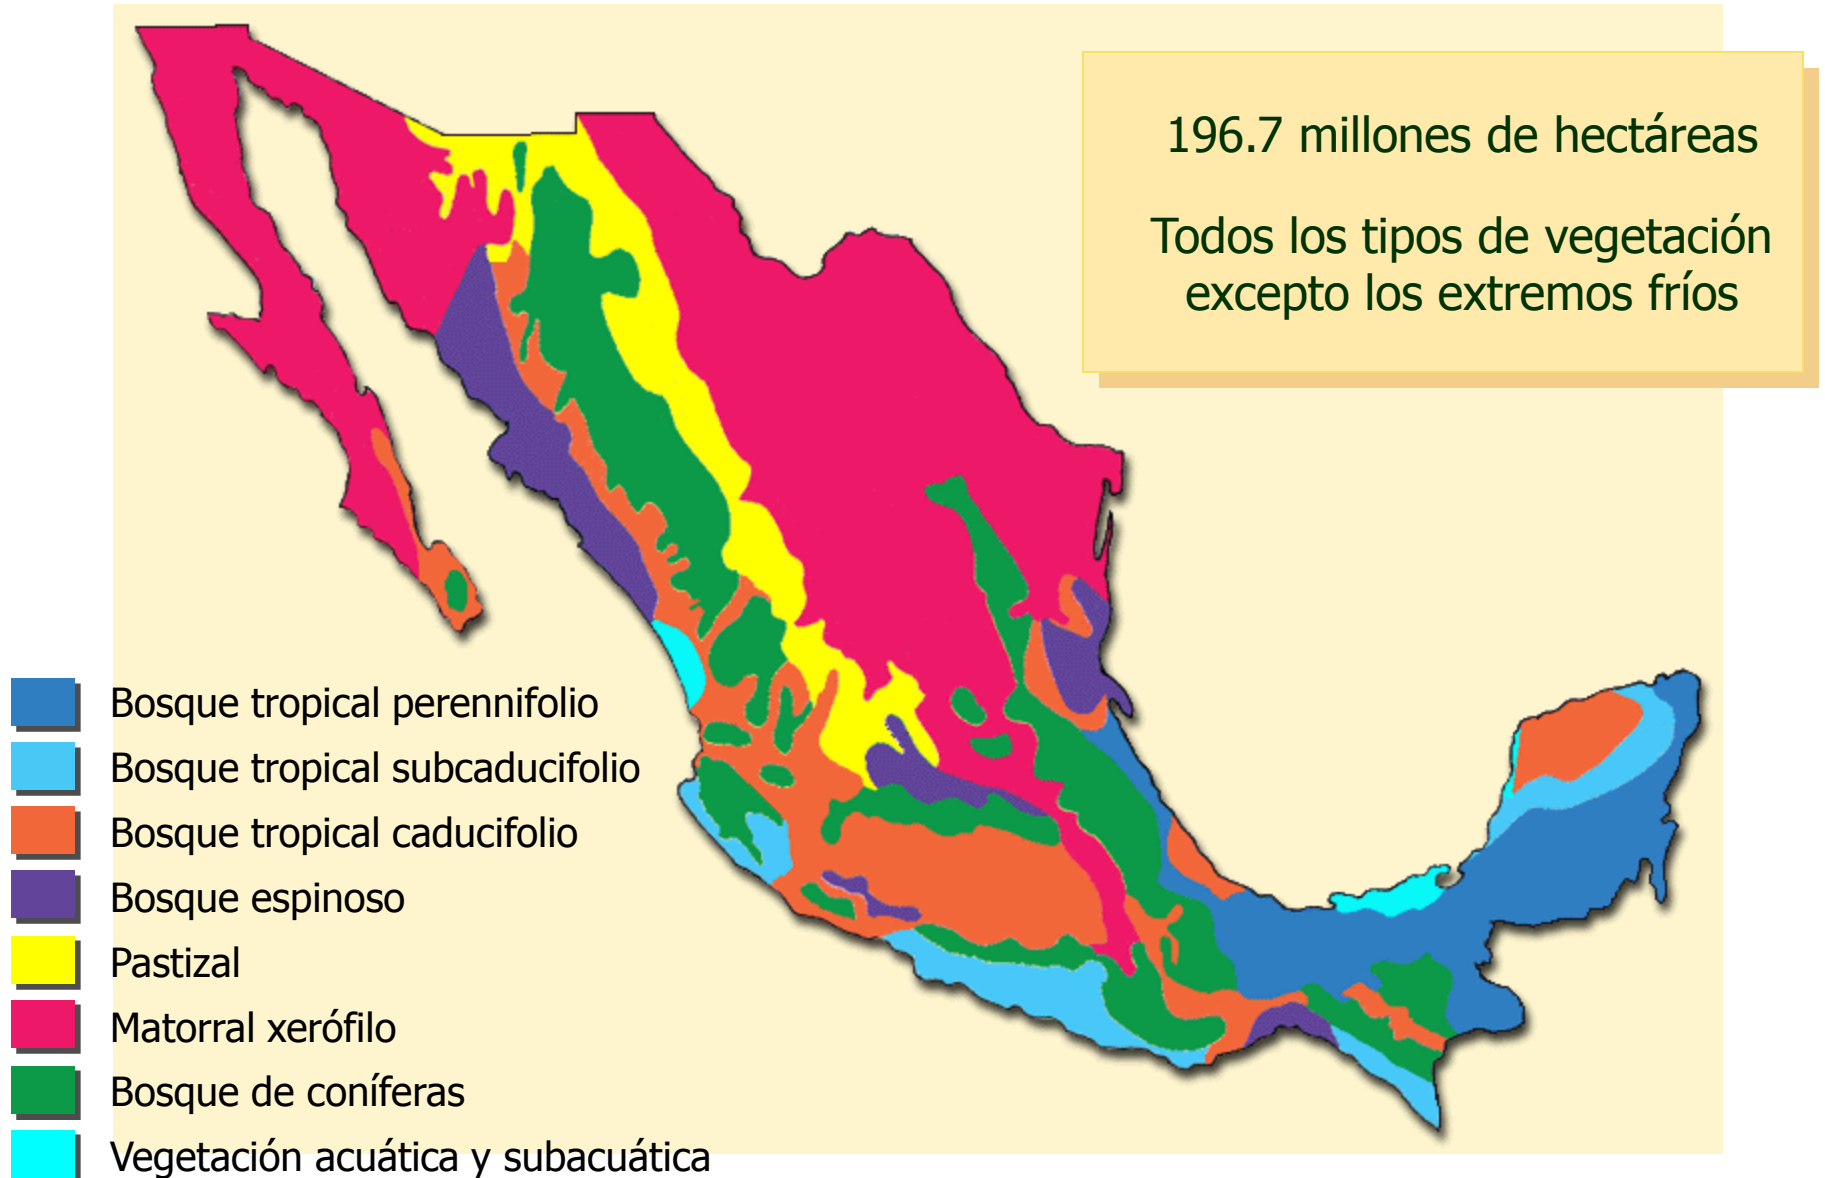 196.7 millones de hectáreas
Todos los tipos de vegetación
excepto los extremos fríos
Bosque tropical perennifolio
Bosque tropical subcaducifolio
Bosque tropical caducifolio
Bosque espinoso
Pastizal
Matorral xerófilo
Bosque de coníferas
Vegetación acuática y subacuática